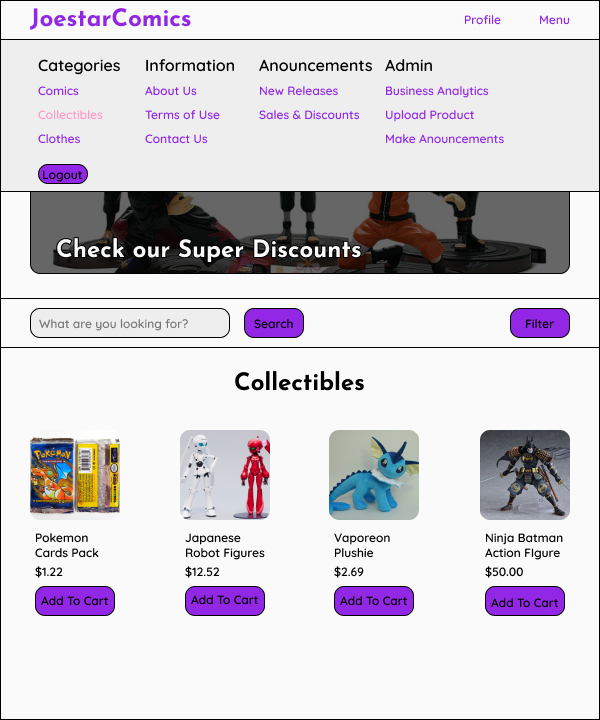 JoestarComics
Profile
Menu
Categories
Information
Anouncements
Admin
Comics
About Us
New Releases
Business Analytics
Collectibles
Terms of Use
Sales & Discounts
Upload Product
Clothes
Contact Us
Make Anouncements
Logout
Check our Super Discounts
What are you looking for?
Search
Filter
Collectibles
POKéMON
Pokemon
Cards Pack
$1.22
Add To Cart
Japanese
Robot Figures
$12.52
Add To Cart
Vaporeon
Plushie
$2.69
Add To Cart
Ninja Batman
Action FIgure
$50.00
Add To Cart